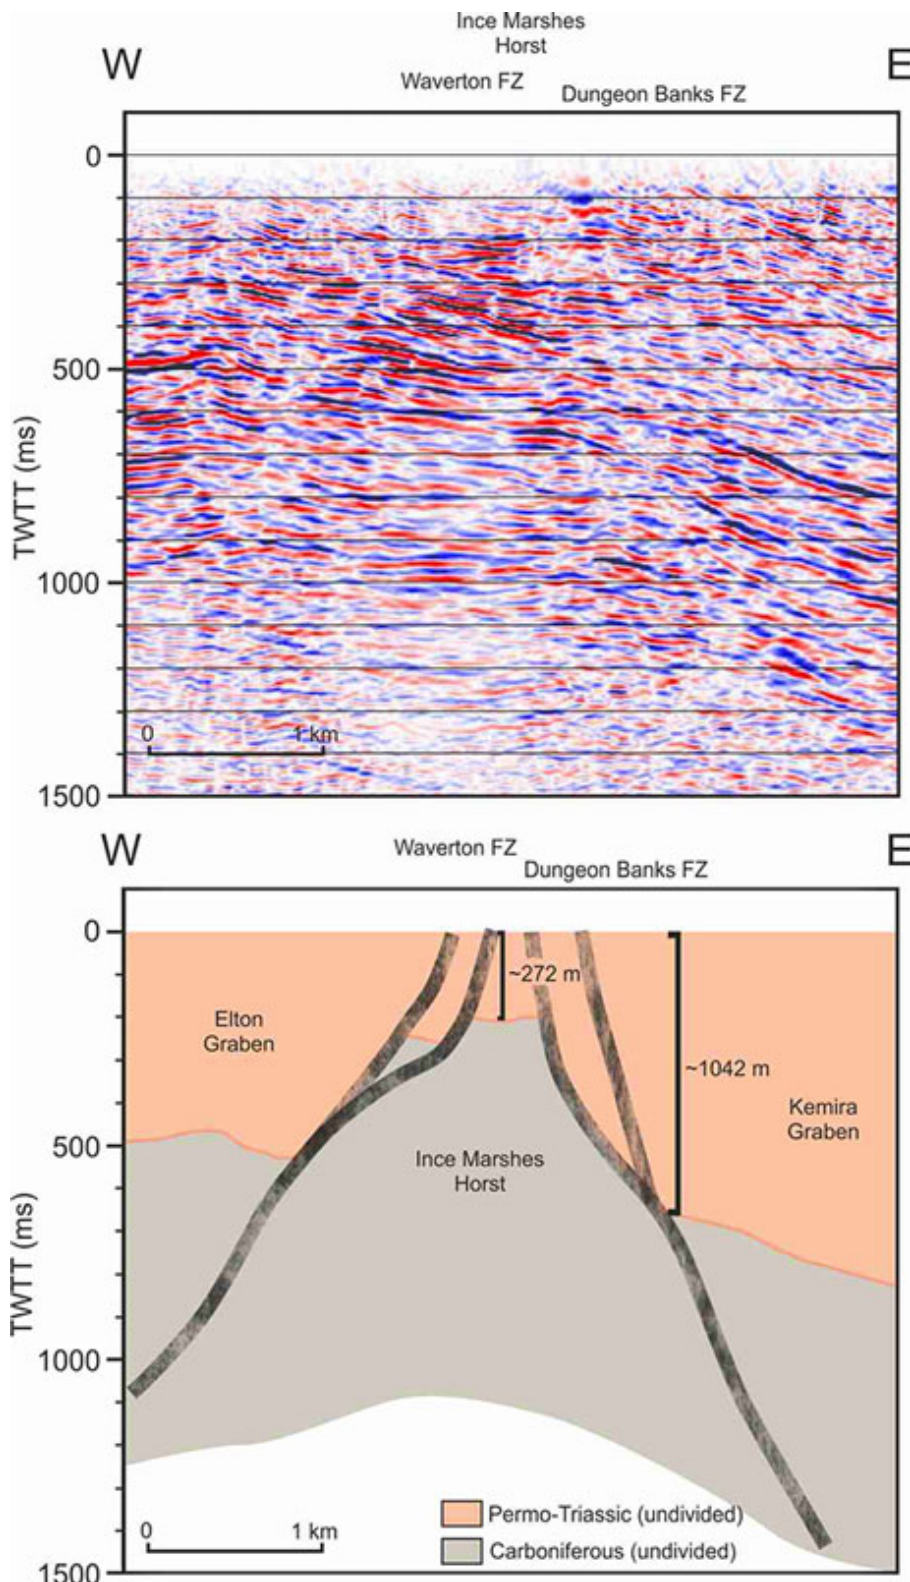 Ince Marshes
Horst
W
E
Waverton FZ
Dungeon Banks FZ
0
500
1000
1500
TWTT (ms)
0
1 km
W
E
Waverton FZ
Dungeon Banks FZ
0
500
1000
1500
TWTT (ms)
~272 m
Elton
Graben
~1042 m
Kemira
Graben
Ince Marshes
Horst
Permo-Triassic (undivided)
Carboniferous (undivided)
0
1 km